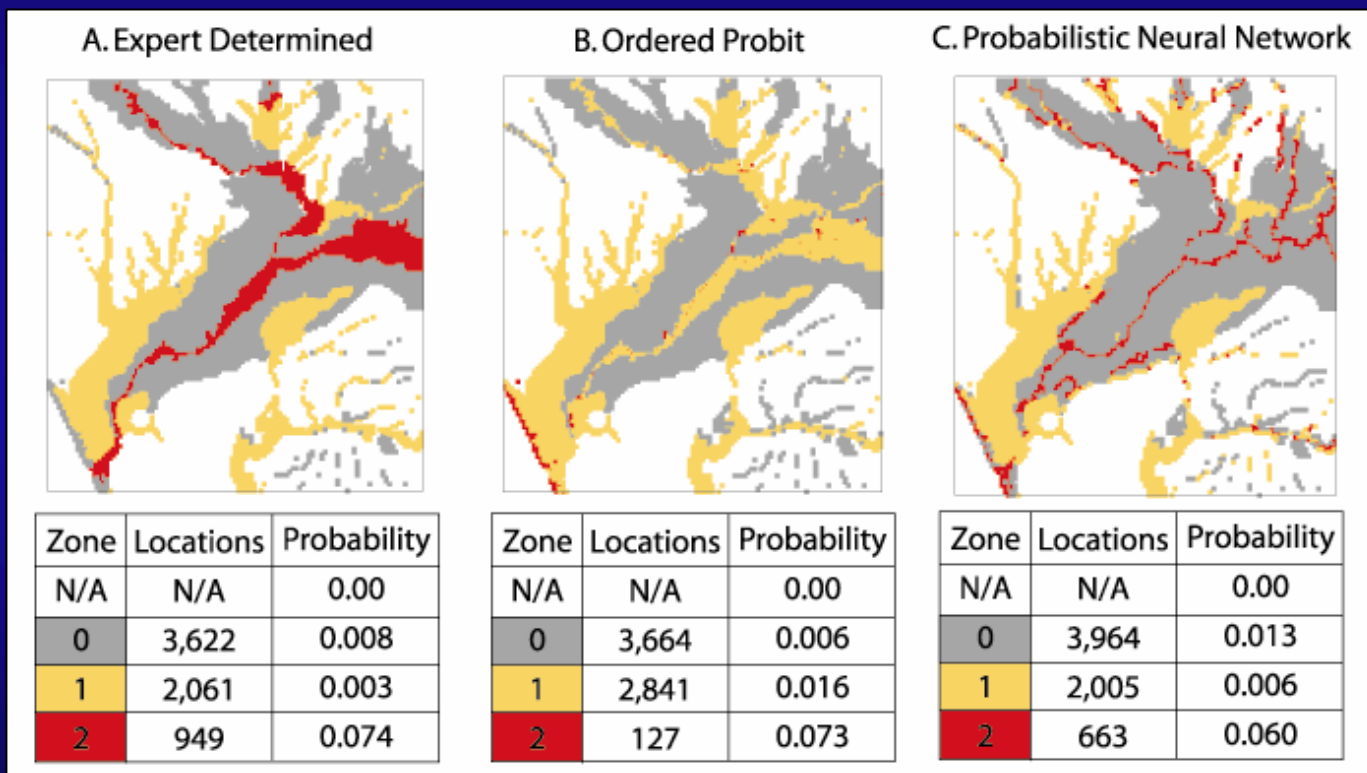 A. Expert Determined
B. Ordered Probit
C. Probabilistic Neural Network
Zone Locations Probability
N/A N/A 0.00
0 3,622 0.008
1 2,061 0.003
2 949 0.074
Zone Locations Probability
N/A N/A 0.00
0 3,664 0.006
1 2,841 0.016
2 127 0.073
Zone Locations Probability
N/A N/A 0.00
0 3,964 0.013
1 2,005 0.006
2 663 0.060